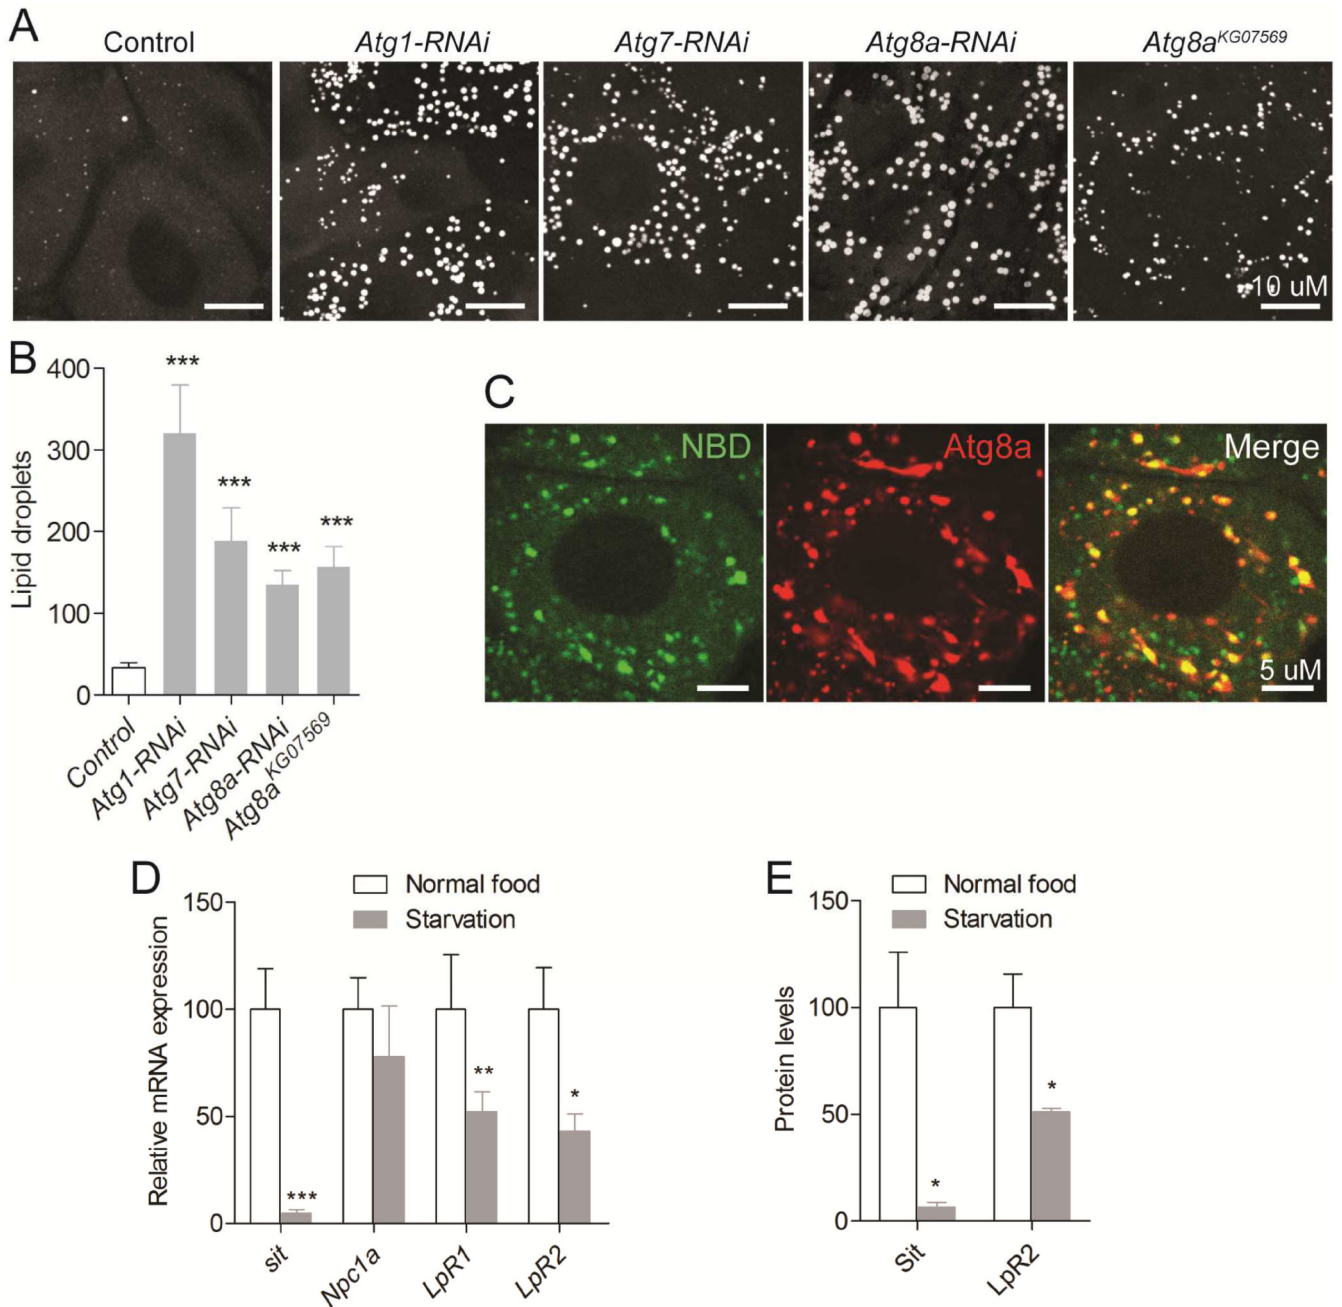 A
Control
Atg1-RNAi
Atg7-RNAi
Atg8a-RNAi
Atg8aKG07569
10 uM
B
400
300
200
100
0
Lipid droplets
***
***
***
***
Control
Atg1-RNAi
Atg7-RNAi
Atg8a-RNAi
Atg8aKG07569
C
NBD
Atg8a
Merge
5 uM
D
Normal food
Starvation
150
100
50
0
Relative mRNA expression
***
**
*
sit
Npc1a
LpR1
LpR2
E
Normal food
Starvation
150
100
50
0
Protein levels
*
*
Sit
LpR2